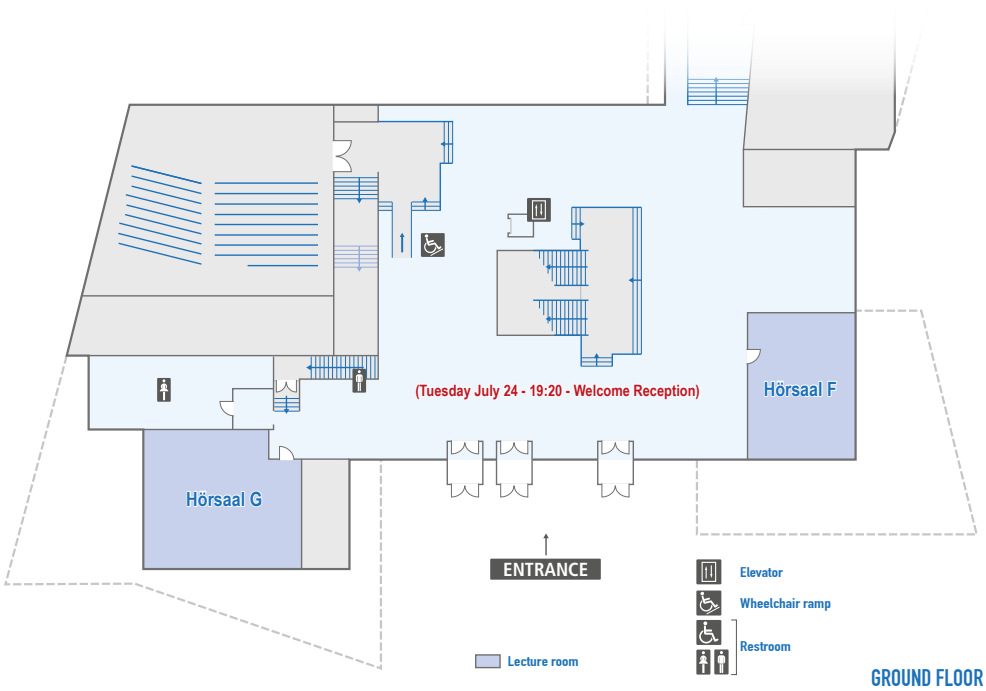 (Tuesday July 24 - 19:20 - Welcome Reception)
Hörsaal F
Hörsaal G
ENTRANCE
Elevator
Wheelchair ramp
Restroom
Lecture room
GROUND FLOOR